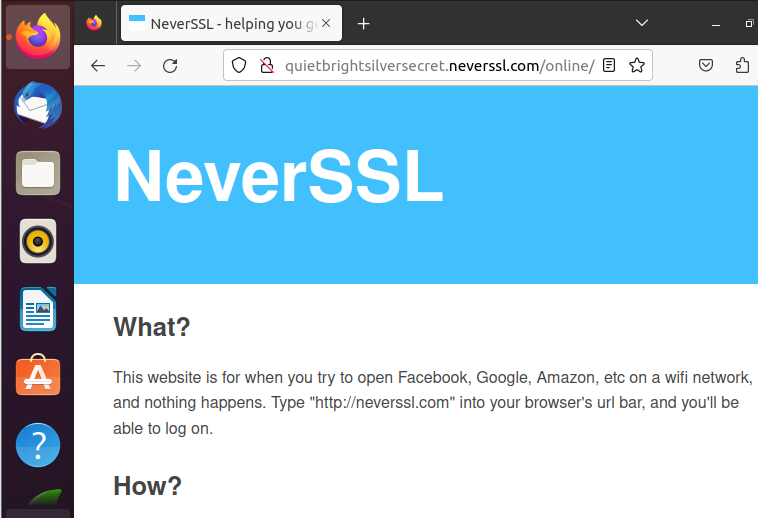 NeverSSL - helping you g
quietbrightsilversecret.neverssl.com/online/
NeverSSL
What?
This website is for when you try to open Facebook, Google, Amazon, etc on a wifi network,
and nothing happens. Type "http://neverssl.com" into your browser's url bar, and you'll be
able to log on.
How?